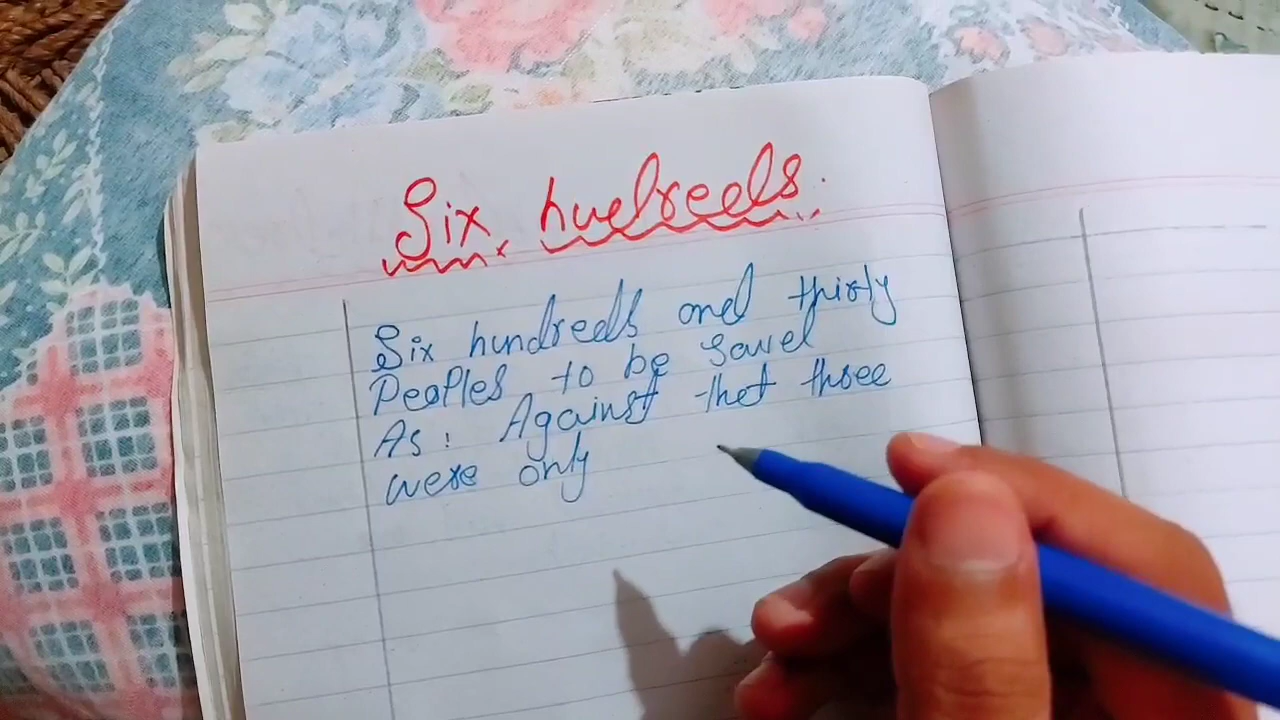 Six hudreds.
Six hundreds and thirty
Peoples to be saved
As: Against that three
were only